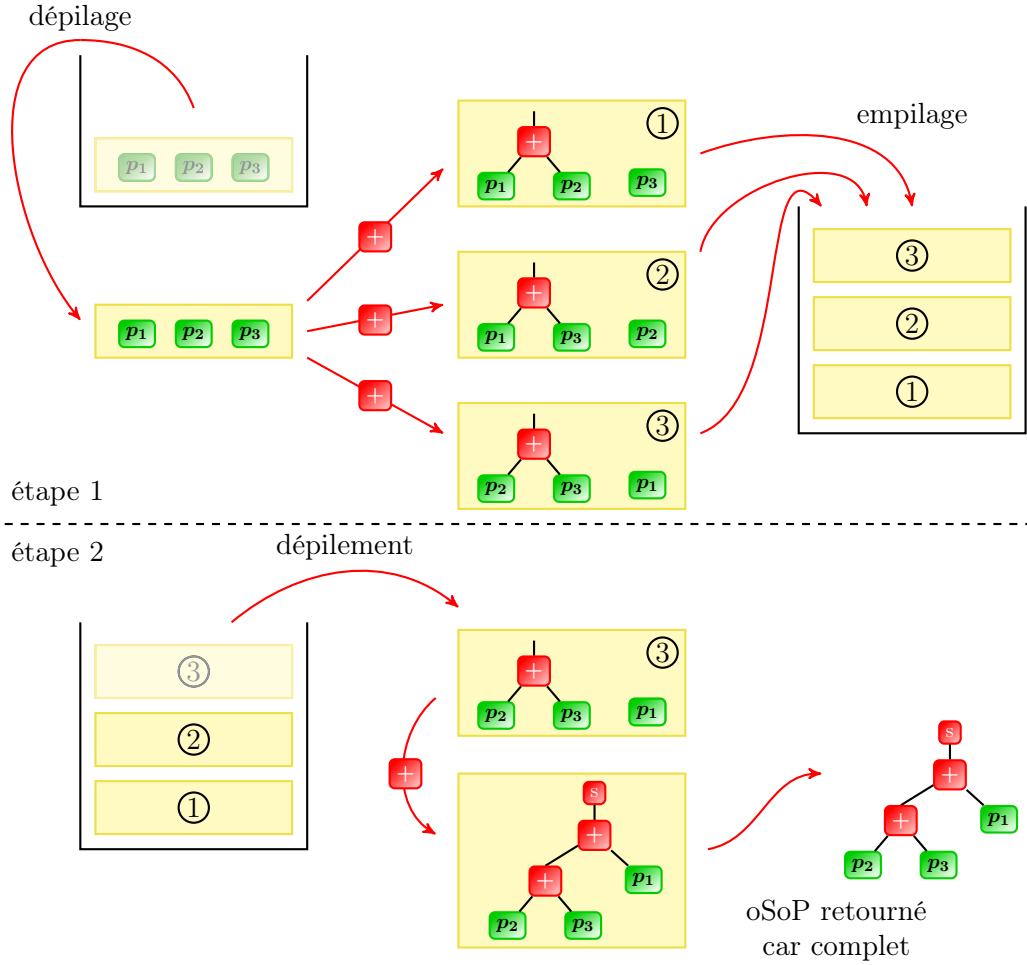 dépilage
p₁ p₂ p₃
+
p₁ p₂ p₃
①
empilage
+
p₁ p₂ p₃
+
②
+
p₁ p₃ p₂
+
③
+
p₂ p₃ p₁
③
②
①
étape 1
étape 2
dépilement
③
②
①
③
+
p₂ p₃ p₁
+
s
+
+
p₁
p₂ p₃
s
+
+
p₁
p₂ p₃
oSoP retourné
car complet